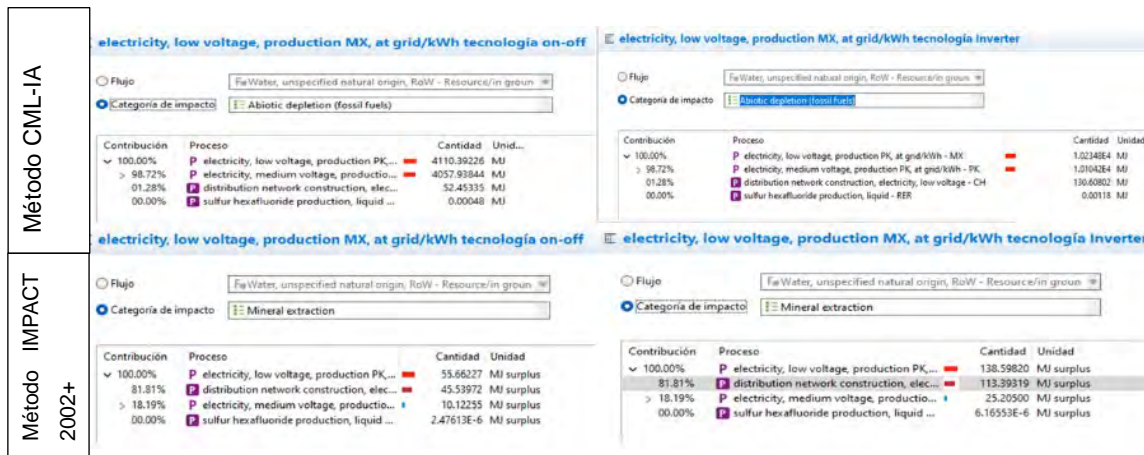 Método CML-IA
electricity, low voltage, production MX, at grid/kWh tecnología on-off
Flujo
Water, unspecified natural origin, RoW - Resource/in groun
Categoría de impacto
Abiotic depletion (fossil fuels)
Contribución Proceso Cantidad Unid...
100.00% P electricity, low voltage, production PK,... 4110.39226 MJ
> 98.72% P electricity, medium voltage, productio... 4057.93844 MJ
01.28% P distribution network construction, elec... 52.45335 MJ
00.00% P sulfur hexafluoride production, liquid ... 0.00048 MJ
electricity, low voltage, production MX, at grid/kWh tecnología Inverter
Flujo
Water, unspecified natural origin, RoW - Resource/in groun
Categoría de impacto
Abiotic depletion (fossil fuels)
Contribución Proceso Cantidad Unidad
100.00% P electricity, low voltage, production PK, at grid/kWh - MX 1.02348E4 MJ
> 98.72% P electricity, medium voltage, production PK, at grid/kWh - PK 1.01042E4 MJ
01.28% P distribution network construction, electricity, low voltage - CH 130.60802 MJ
00.00% P sulfur hexafluoride production, liquid - RER 0.00118 MJ
Método IMPACT
2002+
electricity, low voltage, production MX, at grid/kWh tecnología on-off
Flujo
Water, unspecified natural origin, RoW - Resource/in groun
Categoría de impacto
Mineral extraction
Contribución Proceso Cantidad Unidad
100.00% P electricity, low voltage, production PK,... 55.66227 MJ surplus
81.81% P distribution network construction, elec... 45.53972 MJ surplus
> 18.19% P electricity, medium voltage, productio... 10.12255 MJ surplus
00.00% P sulfur hexafluoride production, liquid ... 2.47613E-6 MJ surplus
electricity, low voltage, production MX, at grid/kWh tecnología Inverter
Flujo
Water, unspecified natural origin, RoW - Resource/in groun
Categoría de impacto
Mineral extraction
Contribución Proceso Cantidad Unidad
100.00% P electricity, low voltage, production PK,... 138.59820 MJ surplus
81.81% P distribution network construction, elec... 113.39319 MJ surplus
> 18.19% P electricity, medium voltage, productio... 25.20500 MJ surplus
00.00% P sulfur hexafluoride production, liquid ... 6.16553E-6 MJ surplus